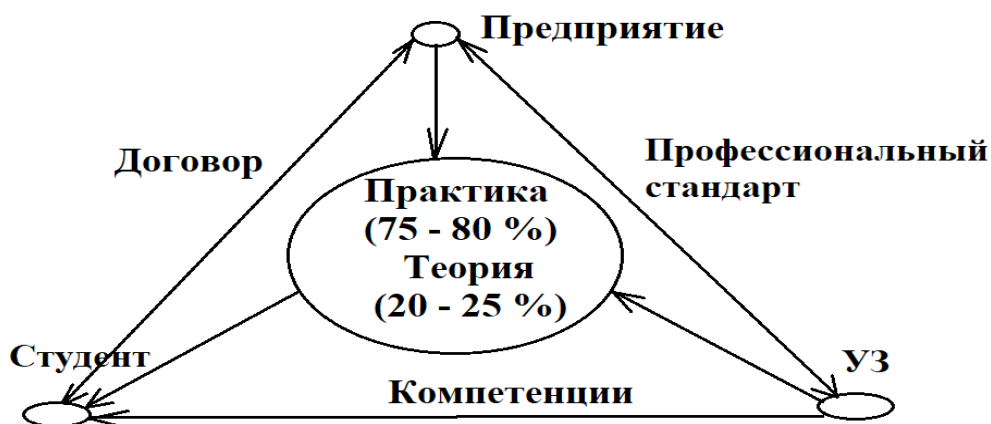 Предприятие
Договор
Профессиональный
стандарт
Практика
(75 - 80 %)
Теория
(20 - 25 %)
Студент
УЗ
Компетенции